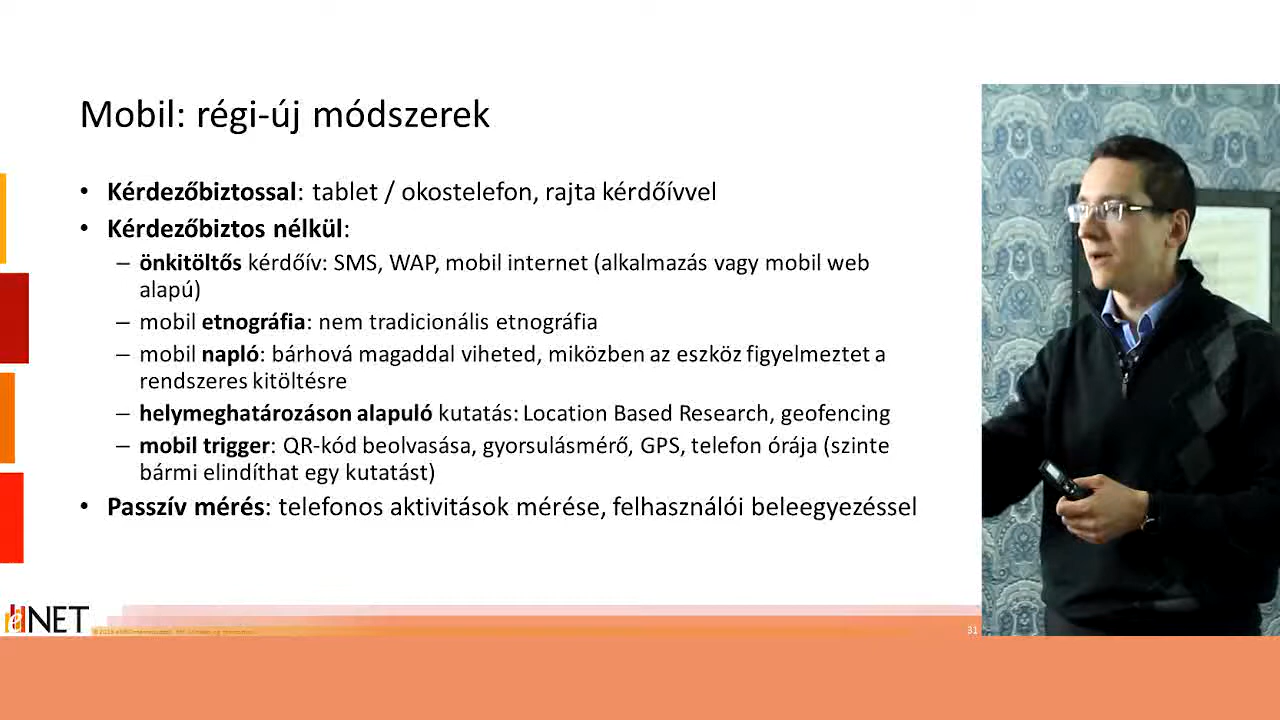 Mobil: régi-új módszerek
• Kérdezőbiztossal: tablet / okostelefon, rajta kérdőívvel
• Kérdezőbiztos nélkül:
– önkitöltős kérdőív: SMS, WAP, mobil internet (alkalmazás vagy mobil web
alapú)
– mobil etnográfia: nem tradicionális etnográfia
– mobil napló: bárhová magaddal viheted, miközben az eszköz figyelmeztet a
rendszeres kitöltésre
– helymeghatározáson alapuló kutatás: Location Based Research, geofencing
– mobil trigger: QR-kód beolvasása, gyorsulásmérő, GPS, telefon órája (szinte
bármi elindíthat egy kutatást)
• Passzív mérés: telefonos aktivitások mérése, felhasználói beleegyezéssel
NET
31